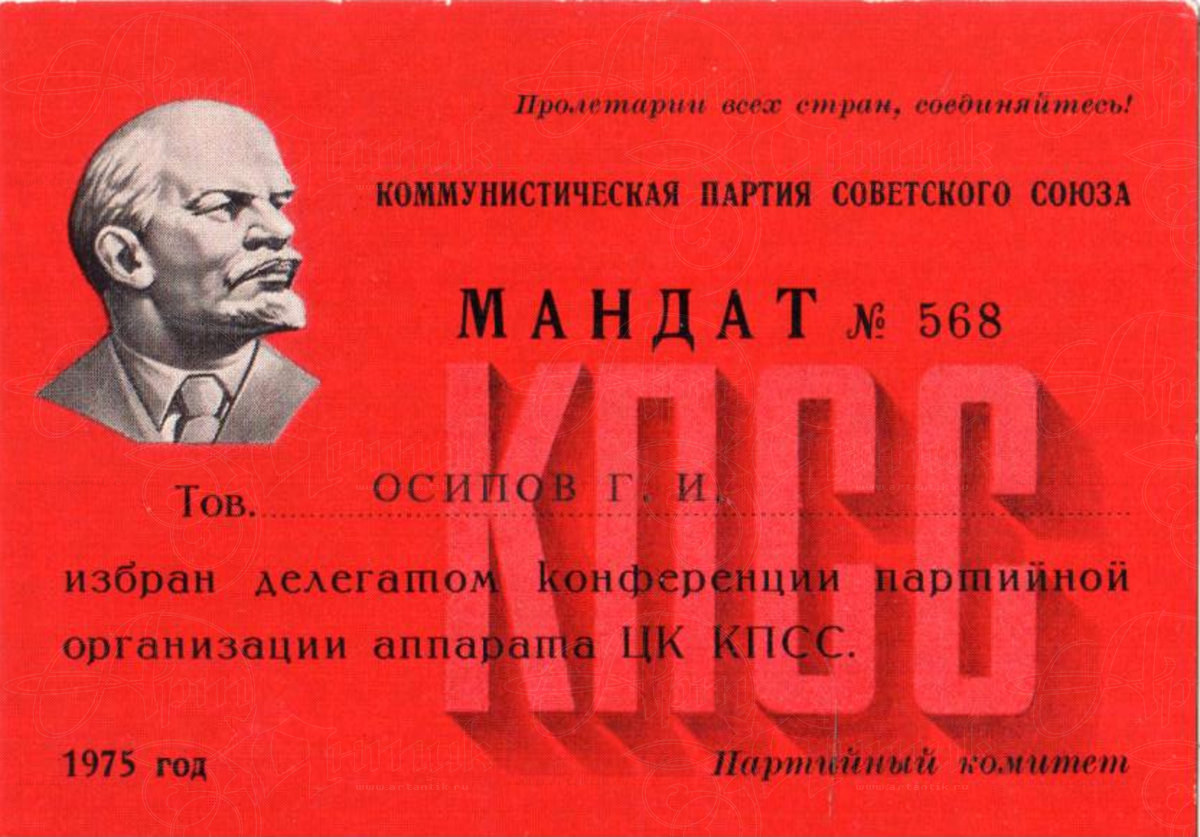 Пролетарии всех стран, соединяйтесь!
КОММУНИСТИЧЕСКАЯ ПАРТИЯ СОВЕТСКОГО СОЮЗА
МАНДАТ № 568
КПСС
Тов. ОСИПОВ Г. И.
избран делегатом конференции партийной
организации аппарата ЦК КПСС.
1975 год Партийный комитет